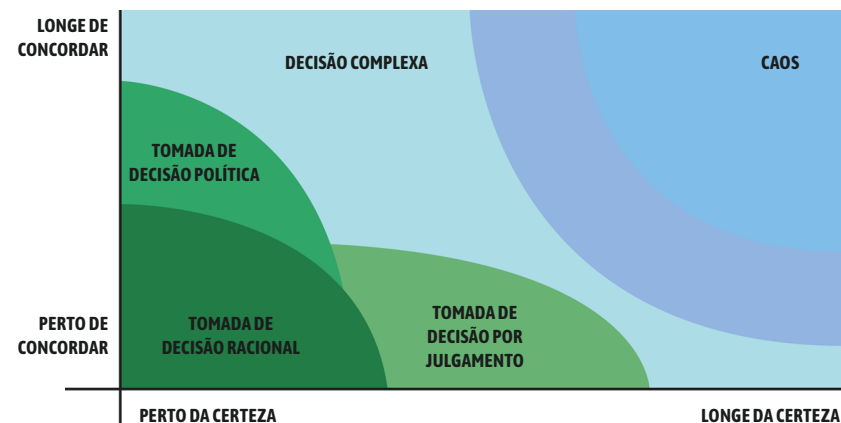 LONGE DE
CONCORDAR
DECISÃO COMPLEXA
CAOS
TOMADA DE
DECISÃO POLÍTICA
PERTO DE
CONCORDAR
TOMADA DE
DECISÃO RACIONAL
TOMADA DE
DECISÃO POR
JULGAMENTO
PERTO DA CERTEZA
LONGE DA CERTEZA